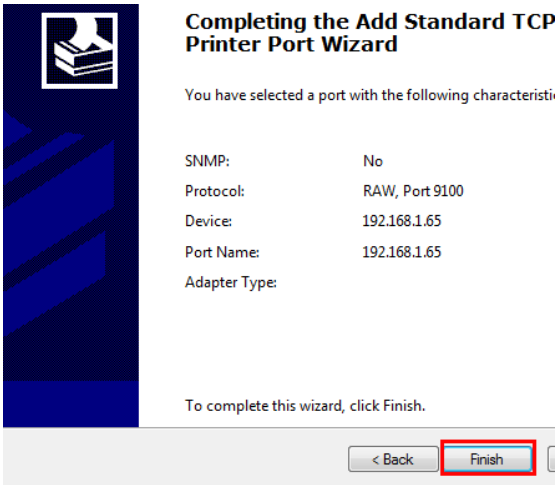 Completing the Add Standard TCP
Printer Port Wizard
You have selected a port with the following
SNMP: No
Protocol: RAW, Port 9100
Device: 192.168.1.65
Port Name: 192.168.1.65
Adapter Type:
To complete this wizard, click Finish.
< Back Finish